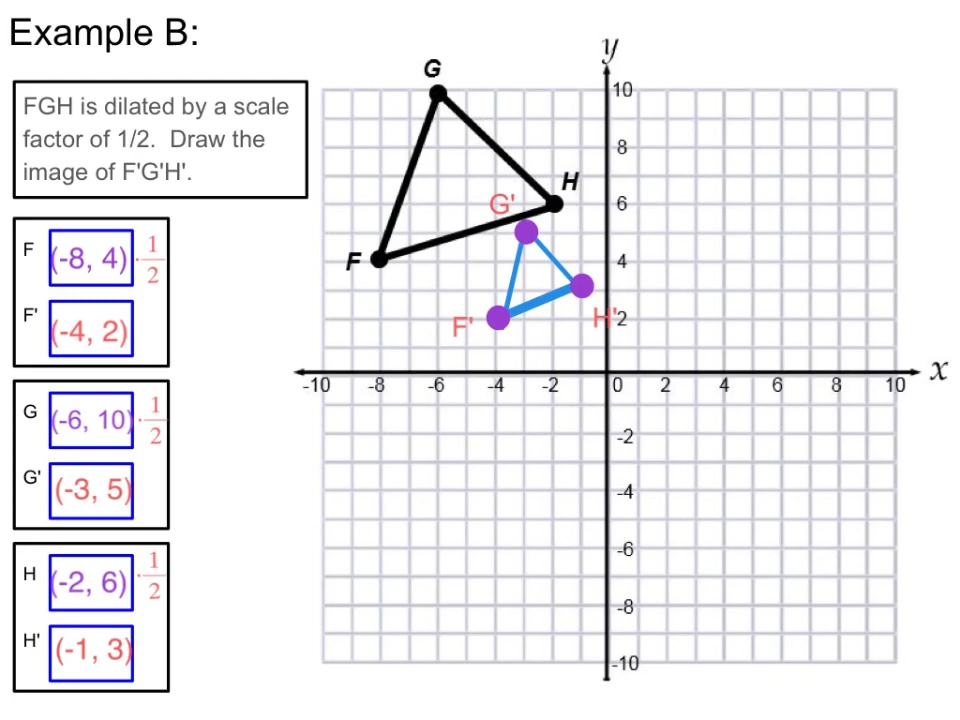 Example B:
FGH is dilated by a scale
factor of 1/2. Draw the
image of F'G'H'.
F (-8, 4) · 1/2
F' (-4, 2)
G (-6, 10) · 1/2
G' (-3, 5)
H (-2, 6) · 1/2
H' (-1, 3)
y
G
10
8
H
G'
6
F
4
F'
H'
2
-10 -8 -6 -4 -2 0 2 4 6 8 10 x
-2
-4
-6
-8
-10